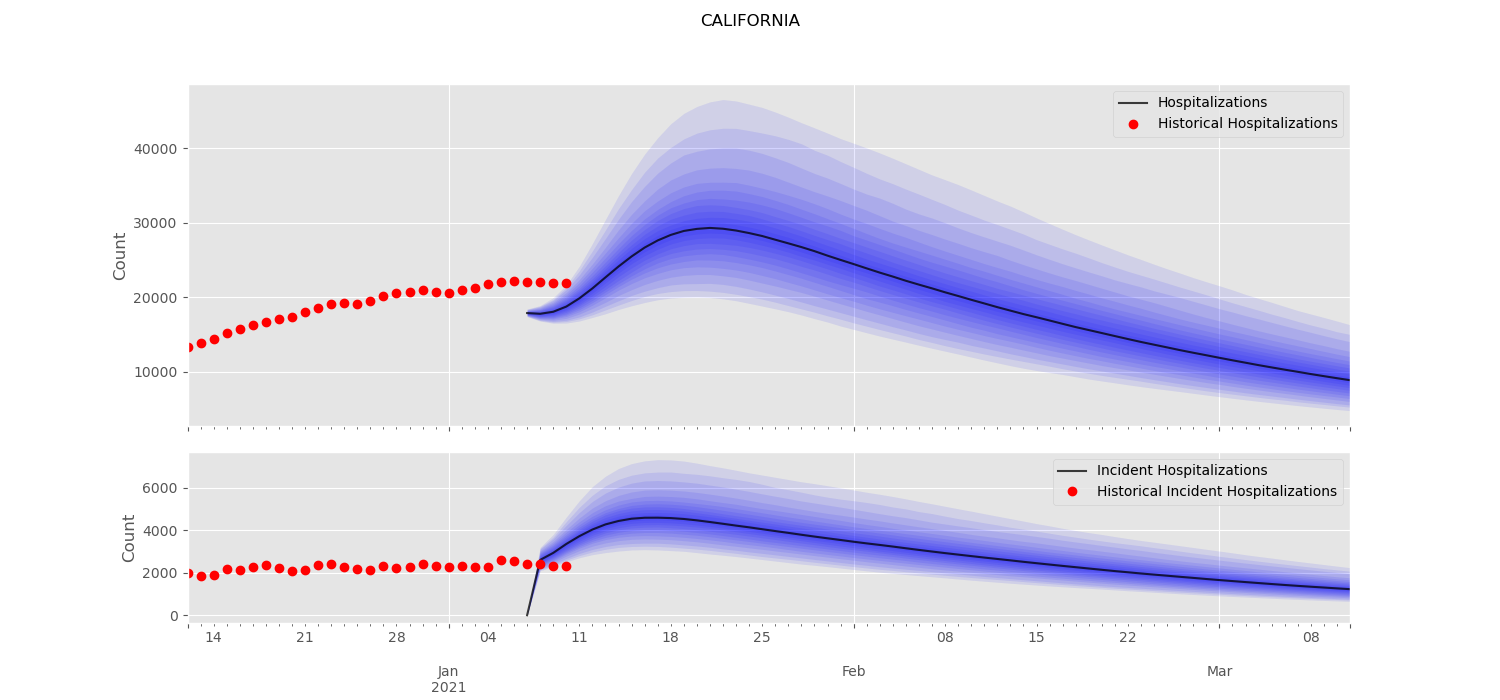 CALIFORNIA
Hospitalizations
Historical Hospitalizations
Count
40000
30000
20000
10000
Incident Hospitalizations
Historical Incident Hospitalizations
Count
6000
4000
2000
0
14 21 28 04 11 18 25 08 15 22 08
Jan Feb Mar
2021